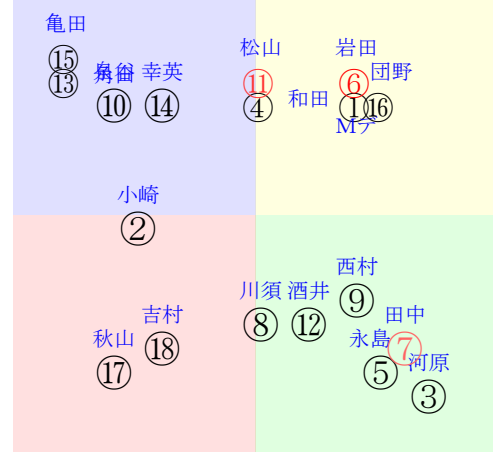 亀田
⑮
⑬
⑩
幸英
⑭
松山
⑪
④
和田
岩田
⑥
団野
①
⑯
Mデ
小崎
②
川須
⑧
酒井
⑫
西村
⑨
田中
⑦
永島
⑤
河原
③
吉村
⑱
秋山
⑰